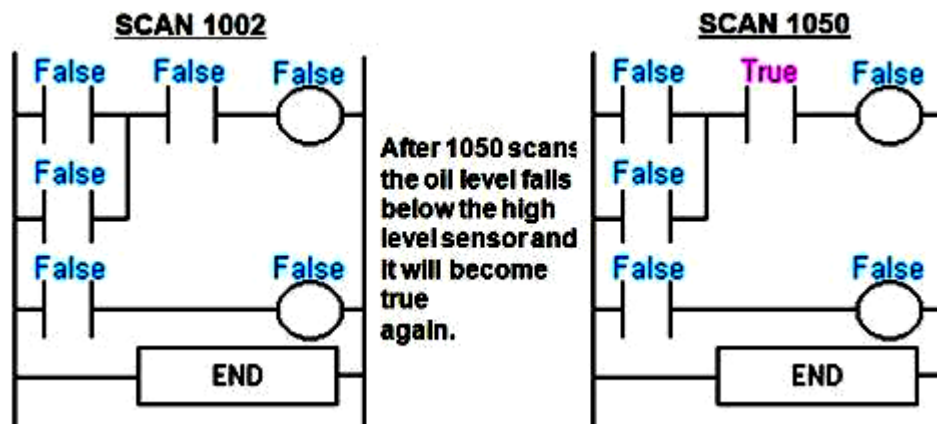 SCAN 1002
False False False
False
False False
END
After 1050 scans
the oil level falls
below the high
level sensor and
it will become
true
again.
SCAN 1050
False True False
False
False False
END